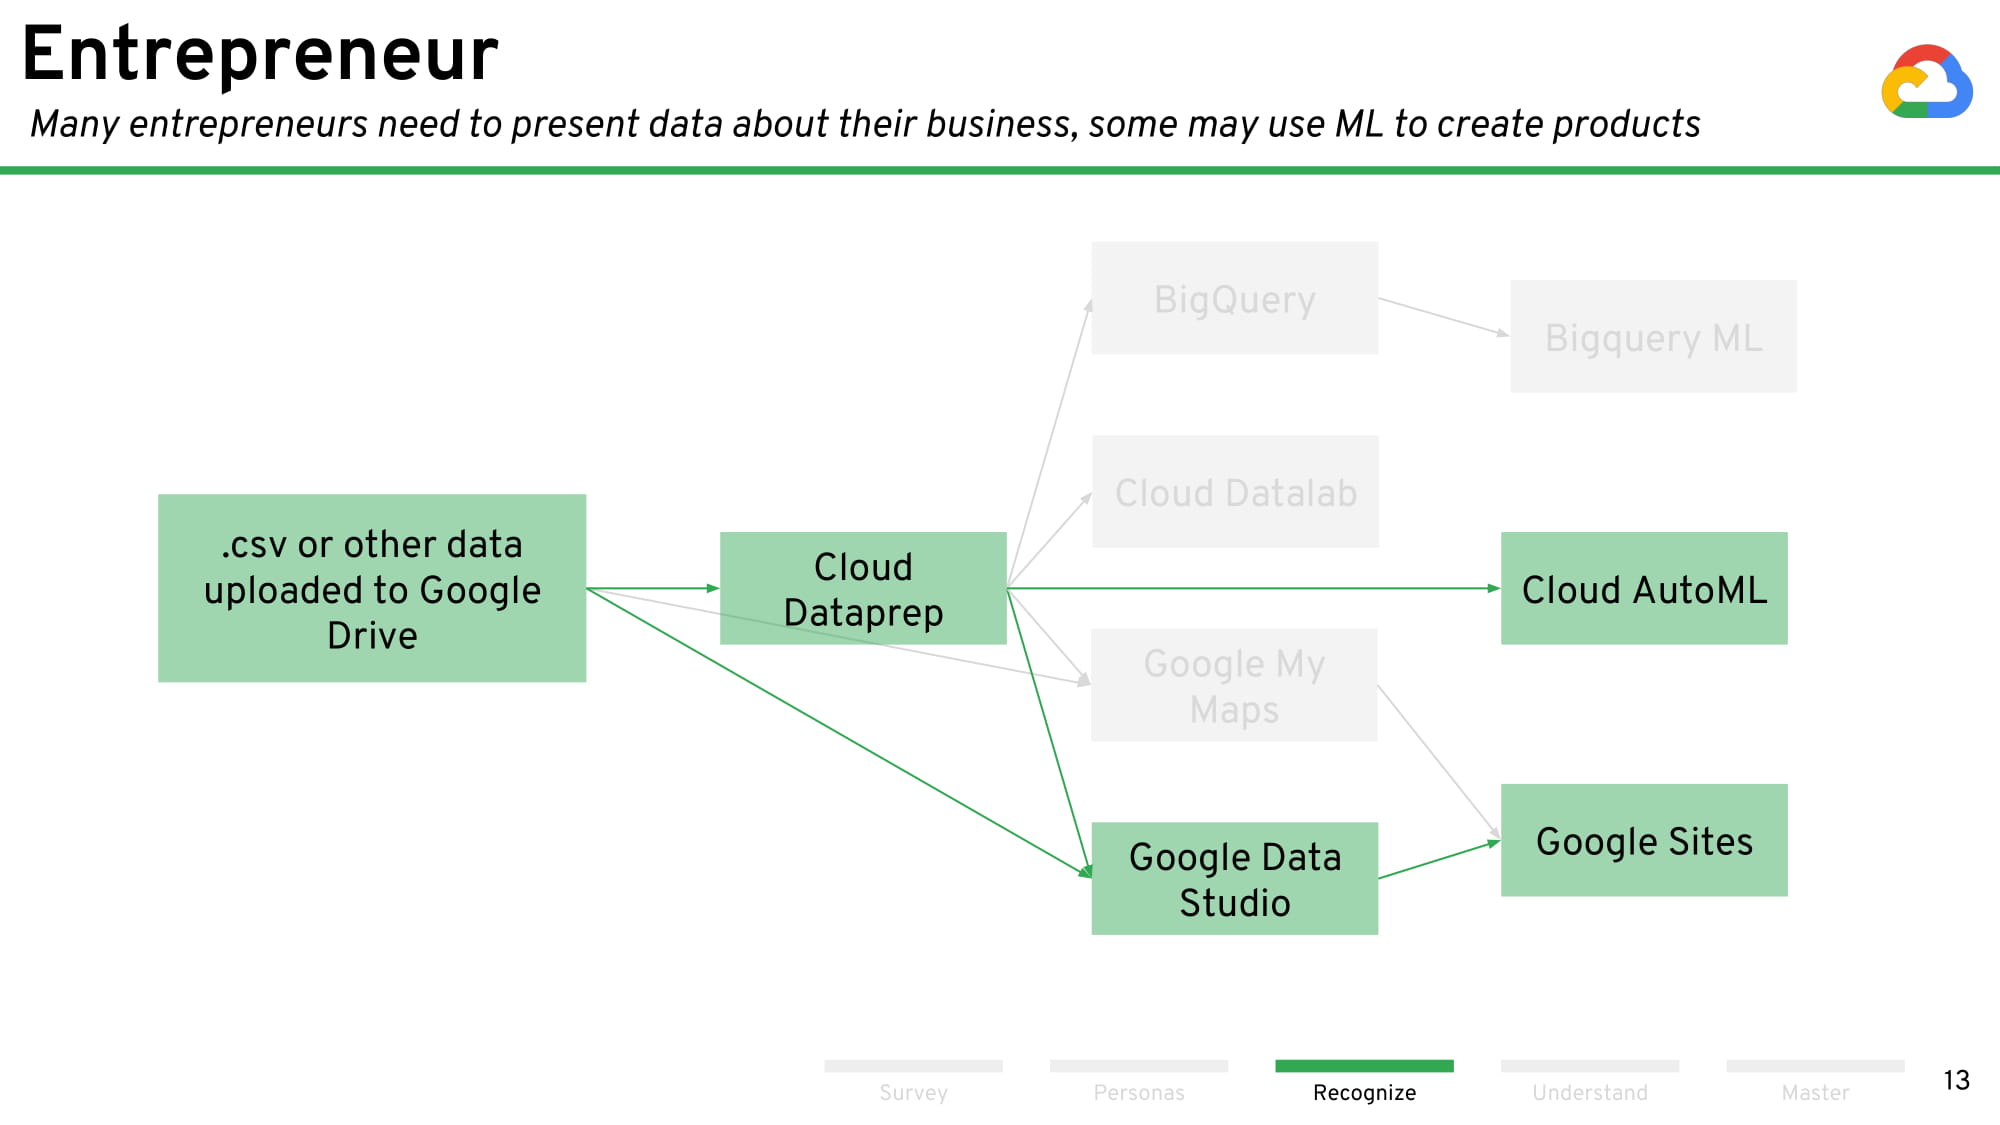 Entrepreneur
Many entrepreneurs need to present data about their business, some may use ML to create products
BigQuery
Bigquery ML
Cloud Datalab
.csv or other data
uploaded to Google
Drive
Cloud
Dataprep
Cloud AutoML
Google My
Maps
Google Sites
Google Data
Studio
Survey
Personas
Recognize
Understand
Master
13